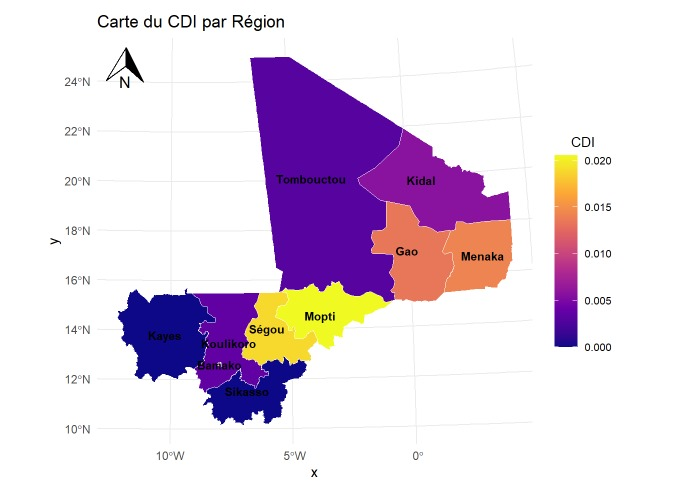 Carte du CDI par Région
N
24°N
22°N
20°N
18°N
16°N
14°N
12°N
10°N
y
Tombouctou
Kidal
Gao
Menaka
Mopti
Ségou
Kayes
Koulikoro
Bamako
Sikasso
10°W
5°W
0°
x
CDI
0.020
0.015
0.010
0.005
0.000